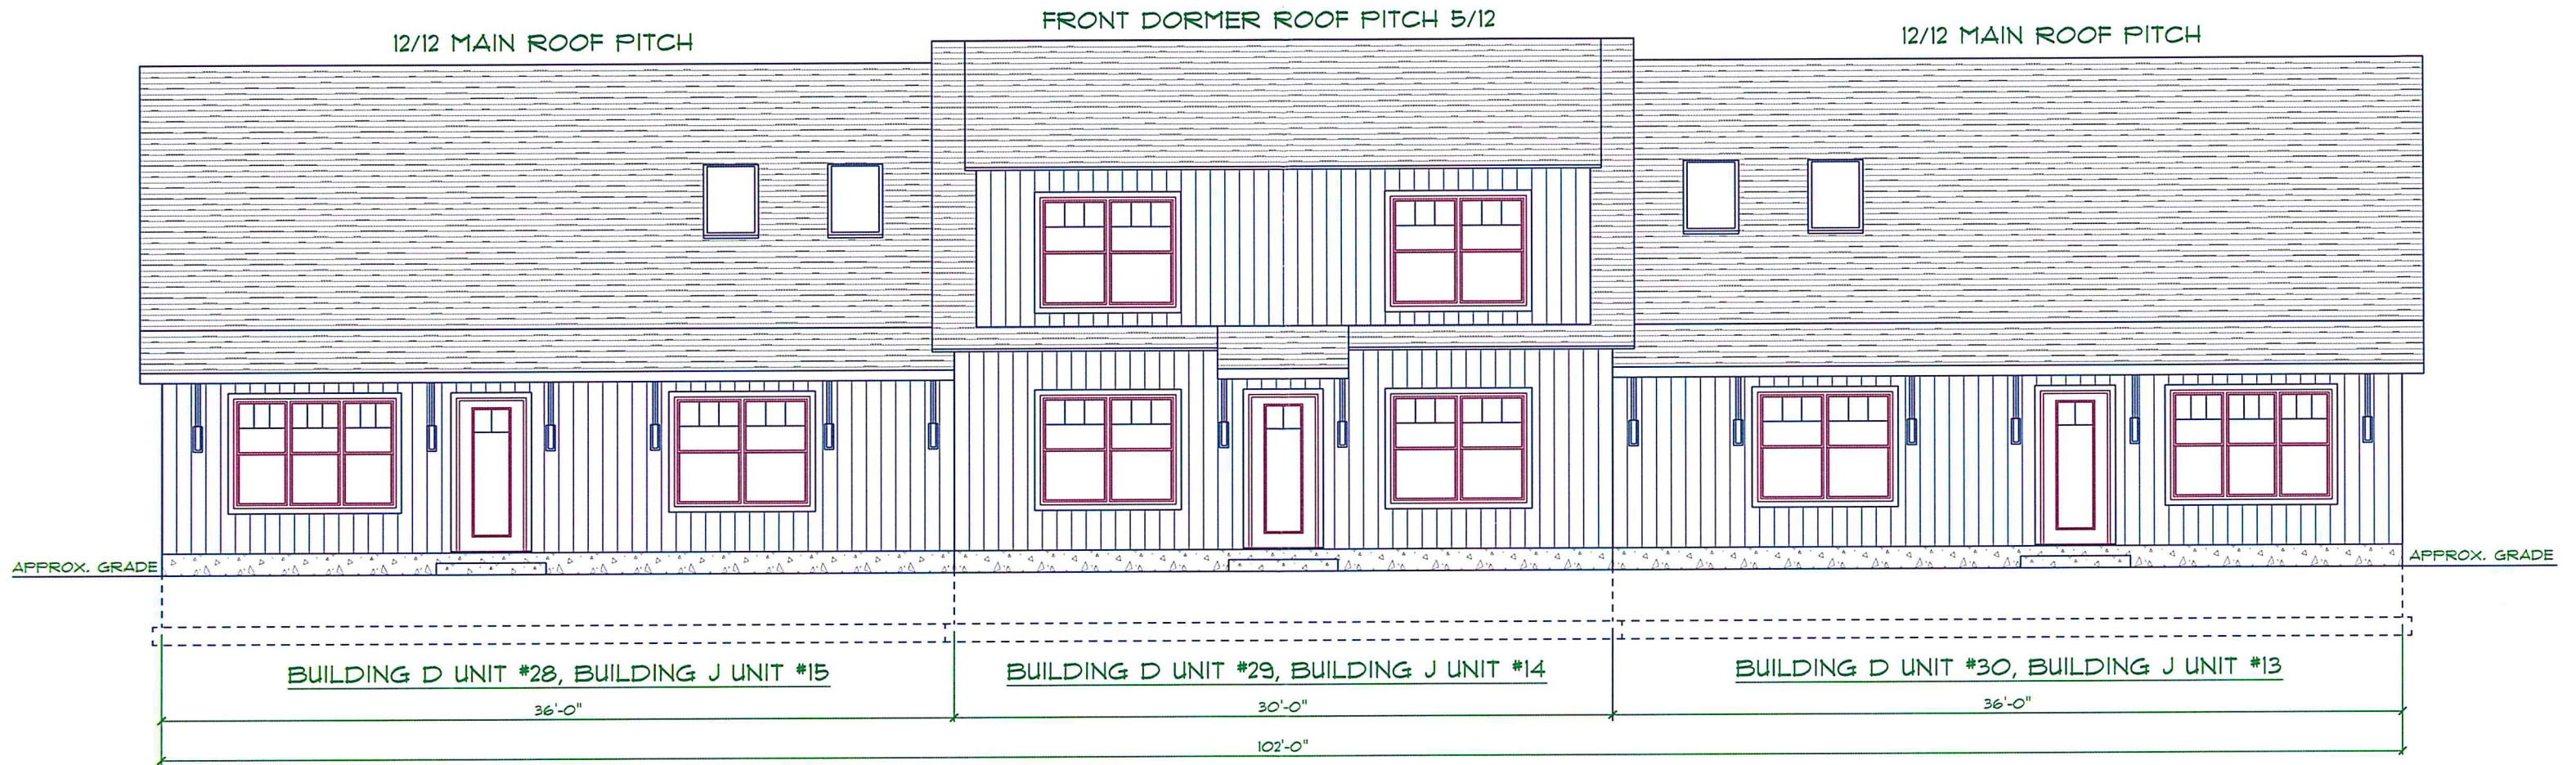 FRONT DORMER ROOF PITCH 5/12
12/12 MAIN ROOF PITCH
12/12 MAIN ROOF PITCH
APPROX. GRADE
APPROX. GRADE
BUILDING D UNIT #28, BUILDING J UNIT #15
BUILDING D UNIT #29, BUILDING J UNIT #14
BUILDING D UNIT #30, BUILDING J UNIT #13
36'-0"
30'-0"
36'-0"
102'-0"